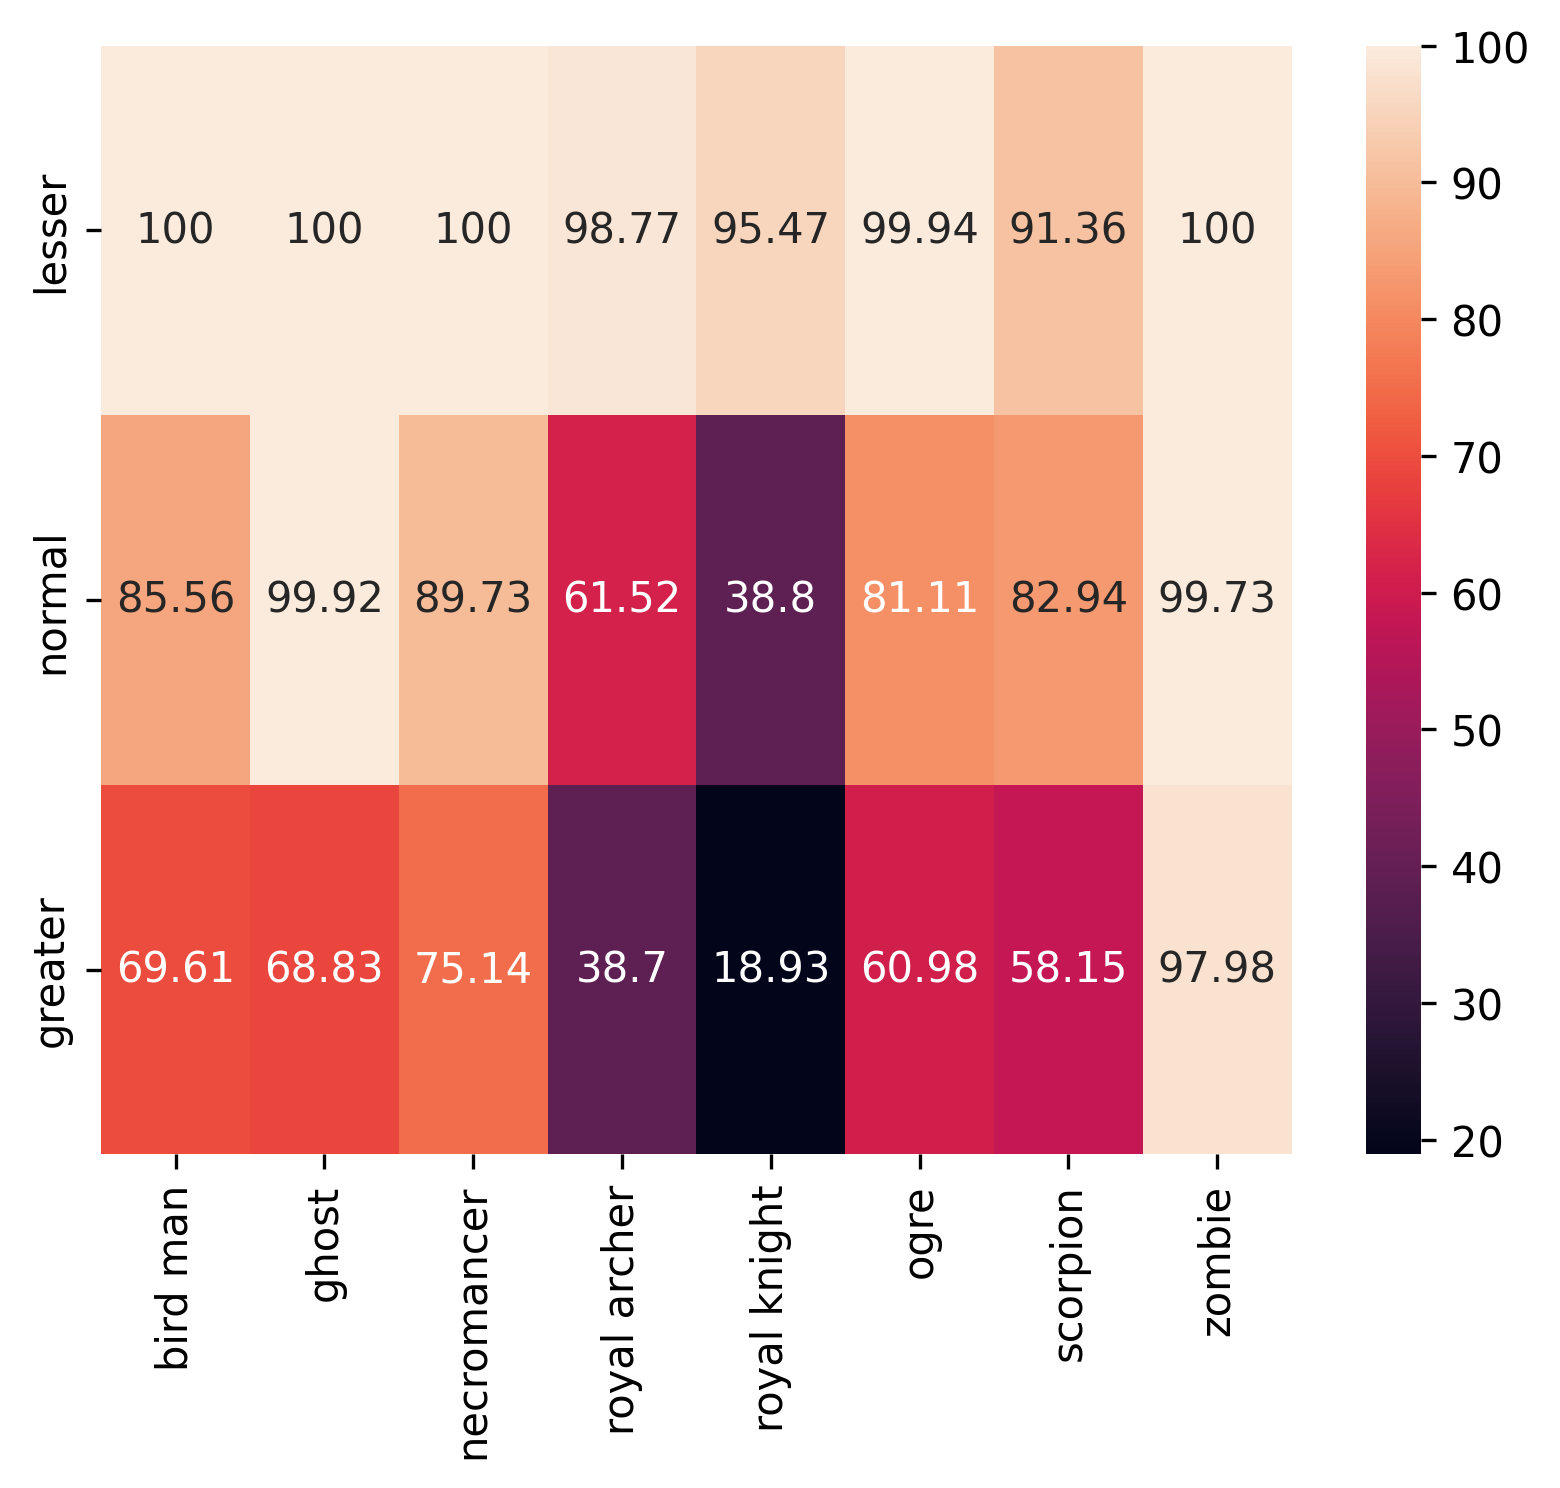 lesser 100 100 100 98.77 95.47 99.94 91.36 100
normal 85.56 99.92 89.73 61.52 38.8 81.11 82.94 99.73
greater 69.61 68.83 75.14 38.7 18.93 60.98 58.15 97.98
bird man
ghost
necromancer
royal archer
royal knight
ogre
scorpion
zombie
100
90
80
70
60
50
40
30
20